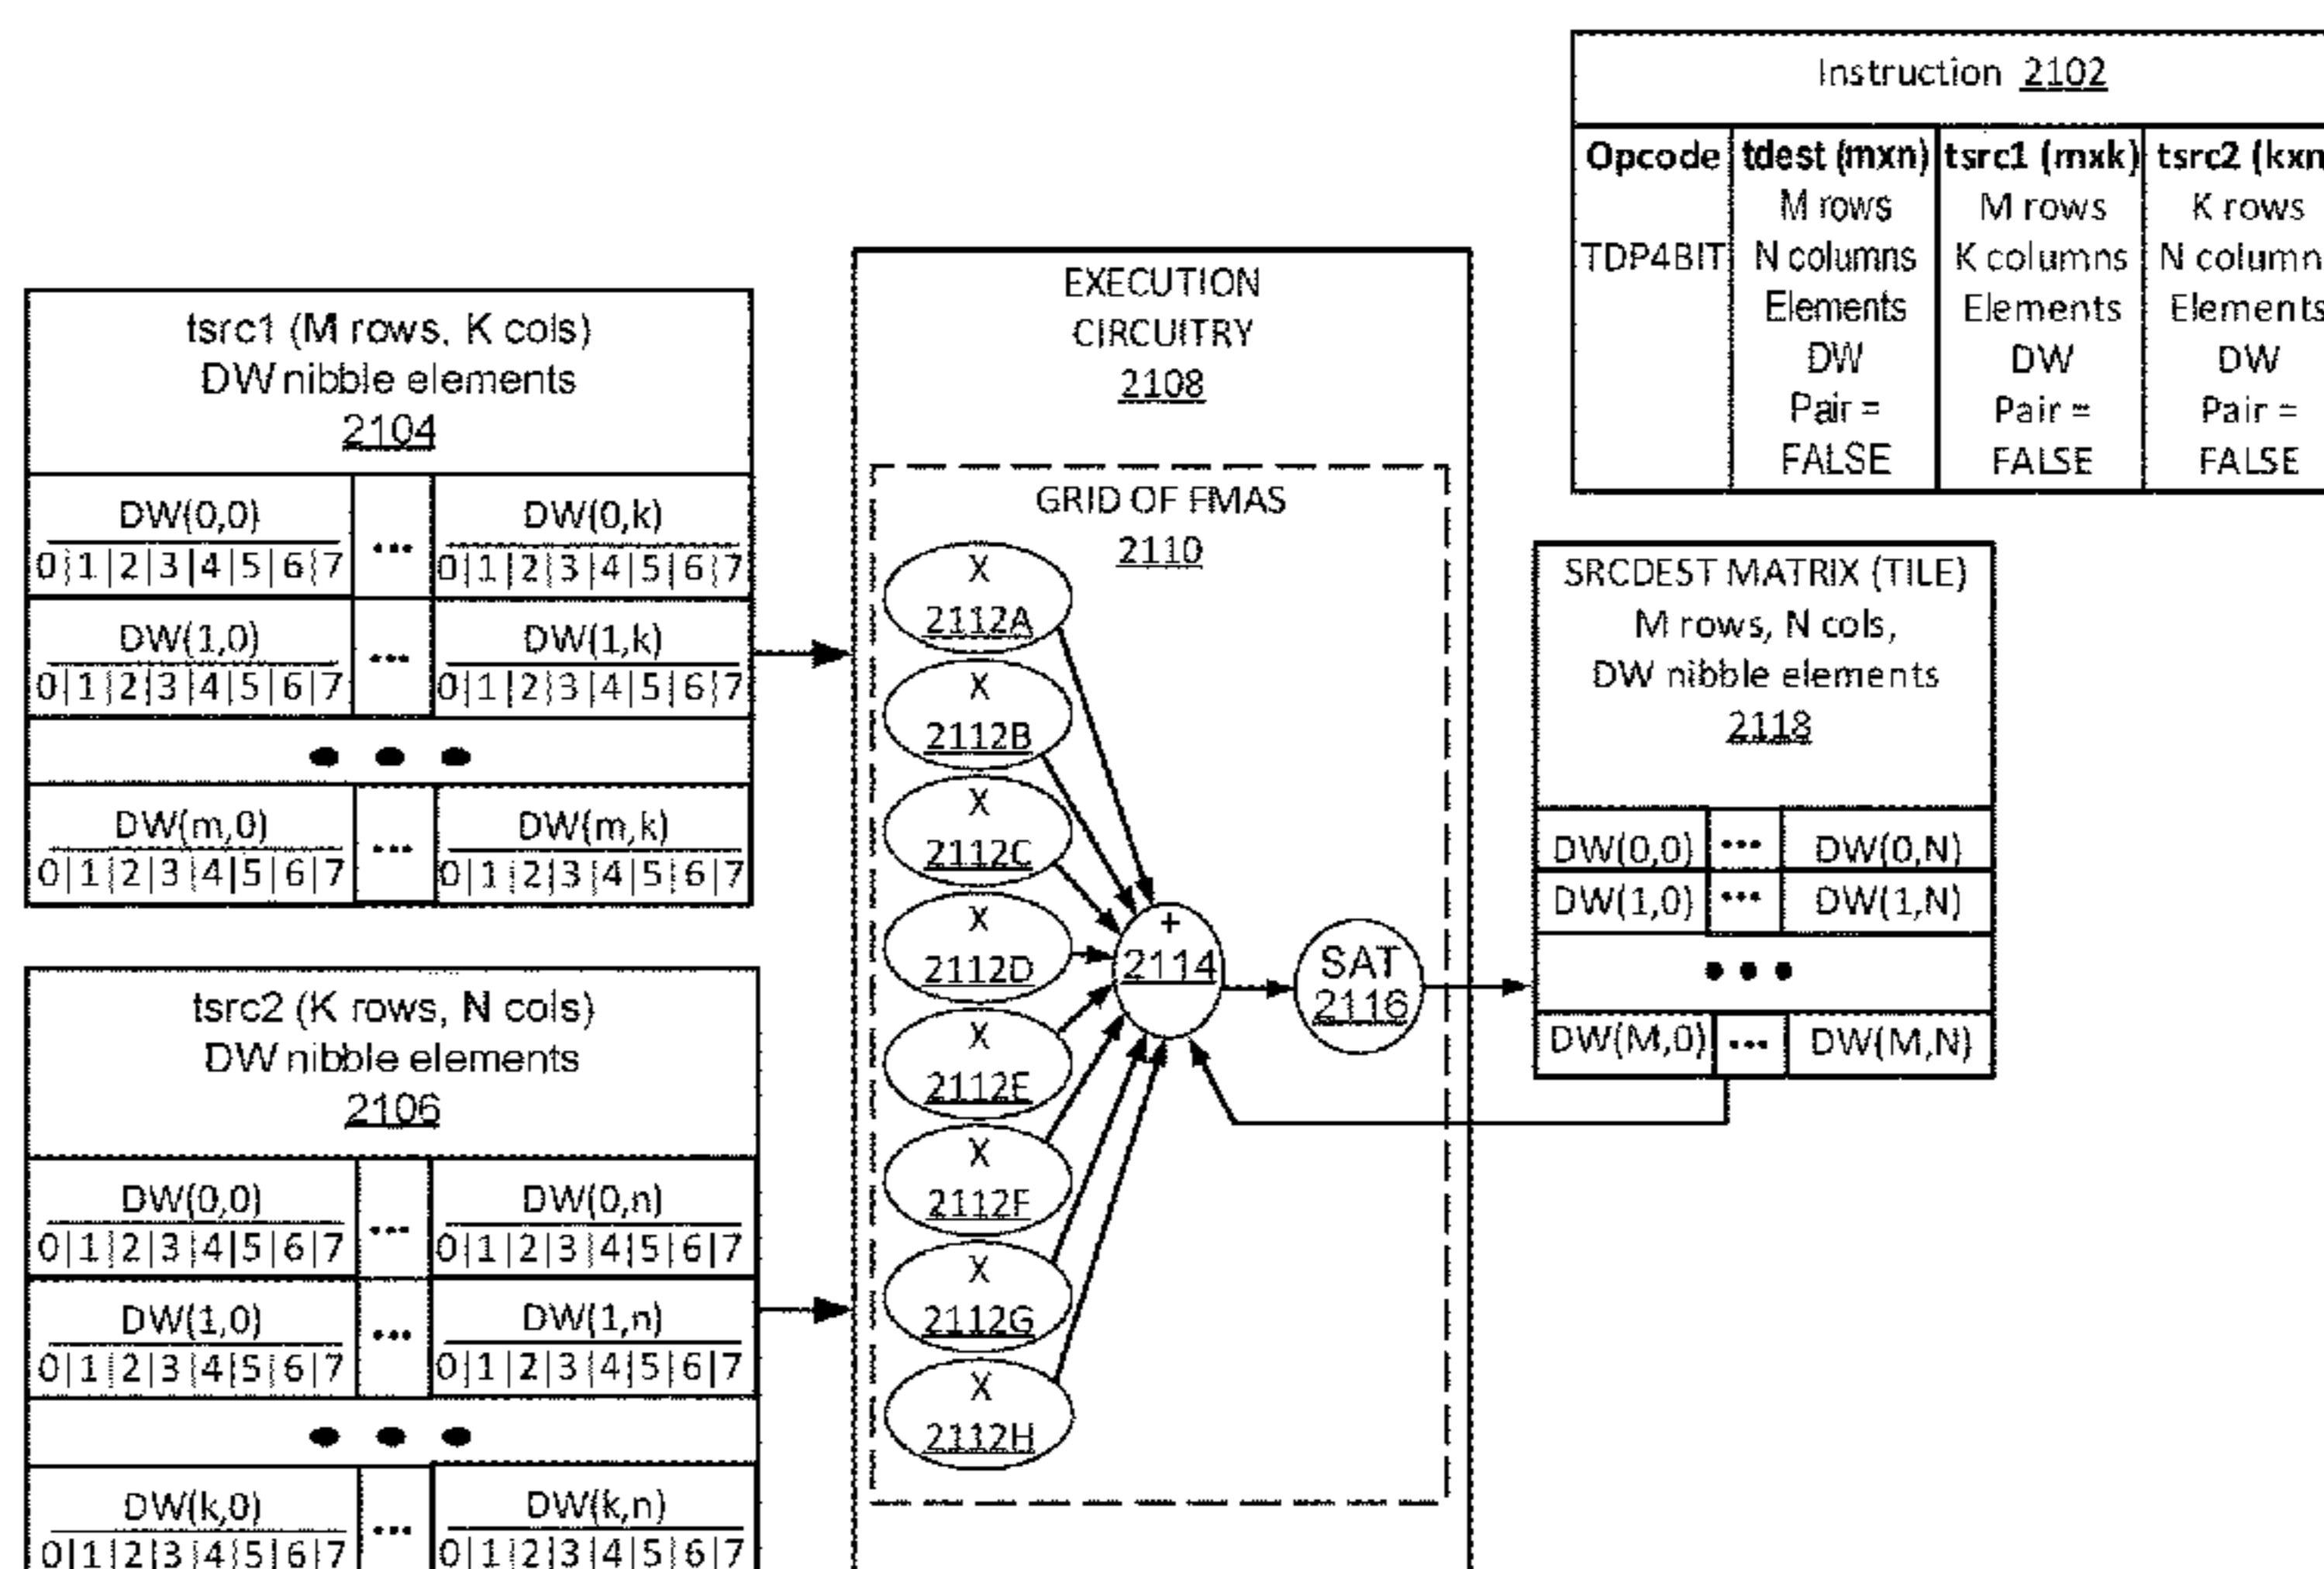 Instruction 2102
Opcode tdest (mxn) tsrc1 (mxk) tsrc2 (kxn
M rows M rows K rows
TDP4BIT N columns K columns N column
Elements Elements Elements
DW DW DW
Pair = Pair = Pair =
FALSE FALSE FALSE
tsrc1 (M rows, K cols)
DW nibble elements
2104
DW(0,0) ... DW(0,k)
0|1|2|3|4|5|6|7 0|1|2|3|4|5|6|7
DW(1,0) ... DW(1,k)
0|1|2|3|4|5|6|7 0|1|2|3|4|5|6|7
DW(m,0) ... DW(m,k)
0|1|2|3|4|5|6|7 0|1|2|3|4|5|6|7
tsrc2 (K rows, N cols)
DW nibble elements
2106
DW(0,0) ... DW(0,n)
0|1|2|3|4|5|6|7 0|1|2|3|4|5|6|7
DW(1,0) ... DW(1,n)
0|1|2|3|4|5|6|7 0|1|2|3|4|5|6|7
DW(k,0) ... DW(k,n)
0|1|2|3|4|5|6|7 0|1|2|3|4|5|6|7
EXECUTION
CIRCUITRY
2108
GRID OF FMAS
2110
X
2112A
X
2112B
X
2112C
X
2112D
X
2112E
X
2112F
X
2112G
X
2112H
+
2114
SAT
2116
SRCDEST MATRIX (TILE)
M rows, N cols,
DW nibble elements
2118
DW(0,0) ... DW(0,N)
DW(1,0) ... DW(1,N)
DW(M,0) ... DW(M,N)